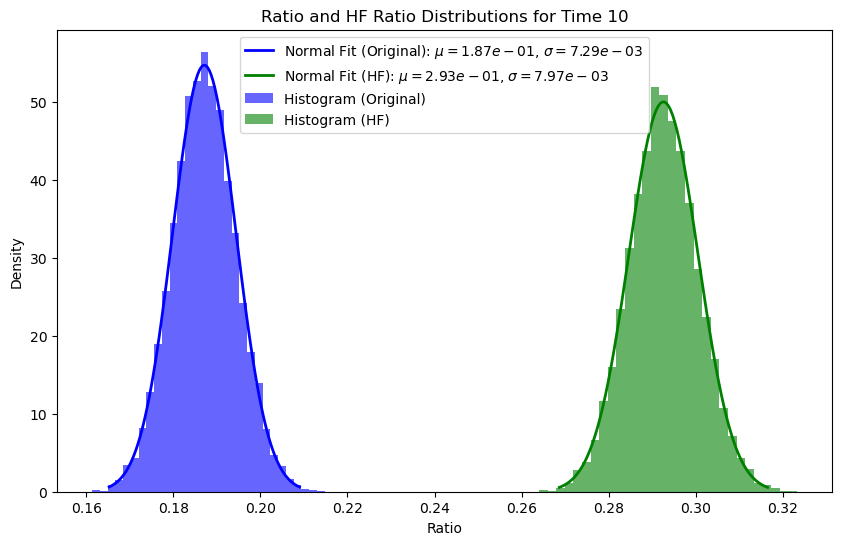 Ratio and HF Ratio Distributions for Time 10
Normal Fit (Original): μ = 1.87e − 01, σ = 7.29e − 03
Normal Fit (HF): μ = 2.93e − 01, σ = 7.97e − 03
Histogram (Original)
Histogram (HF)
Density
50
40
30
20
10
0
0.16 0.18 0.20 0.22 0.24 0.26 0.28 0.30 0.32
Ratio